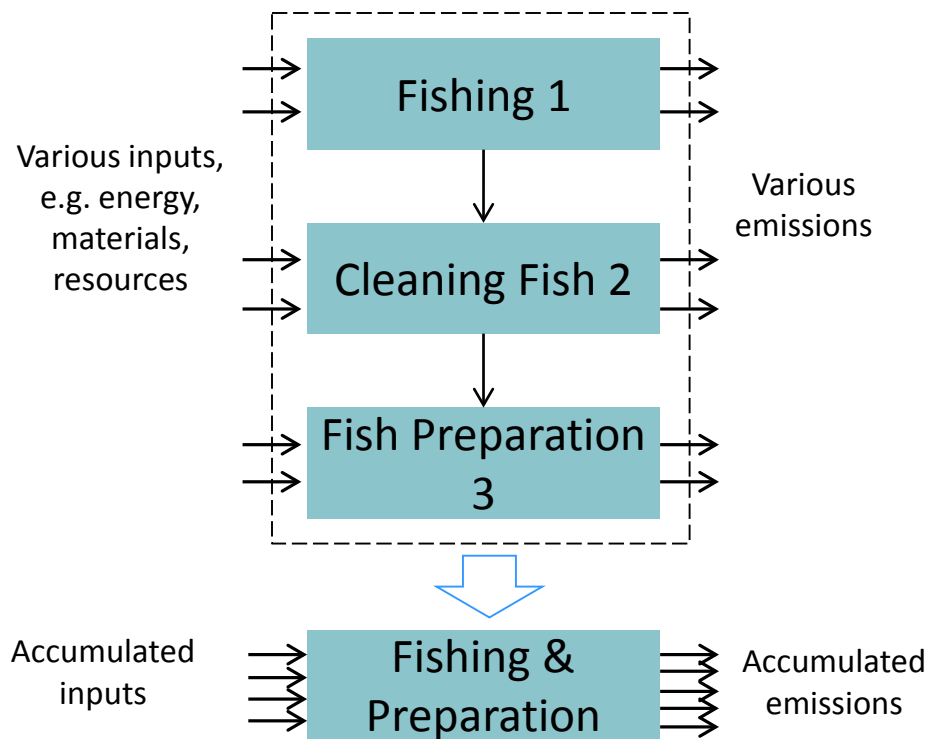 Fishing 1
Various inputs,
e.g. energy,
materials,
resources
Various
emissions
Cleaning Fish 2
Fish Preparation
3
Accumulated
inputs
Fishing &
Preparation
Accumulated
emissions